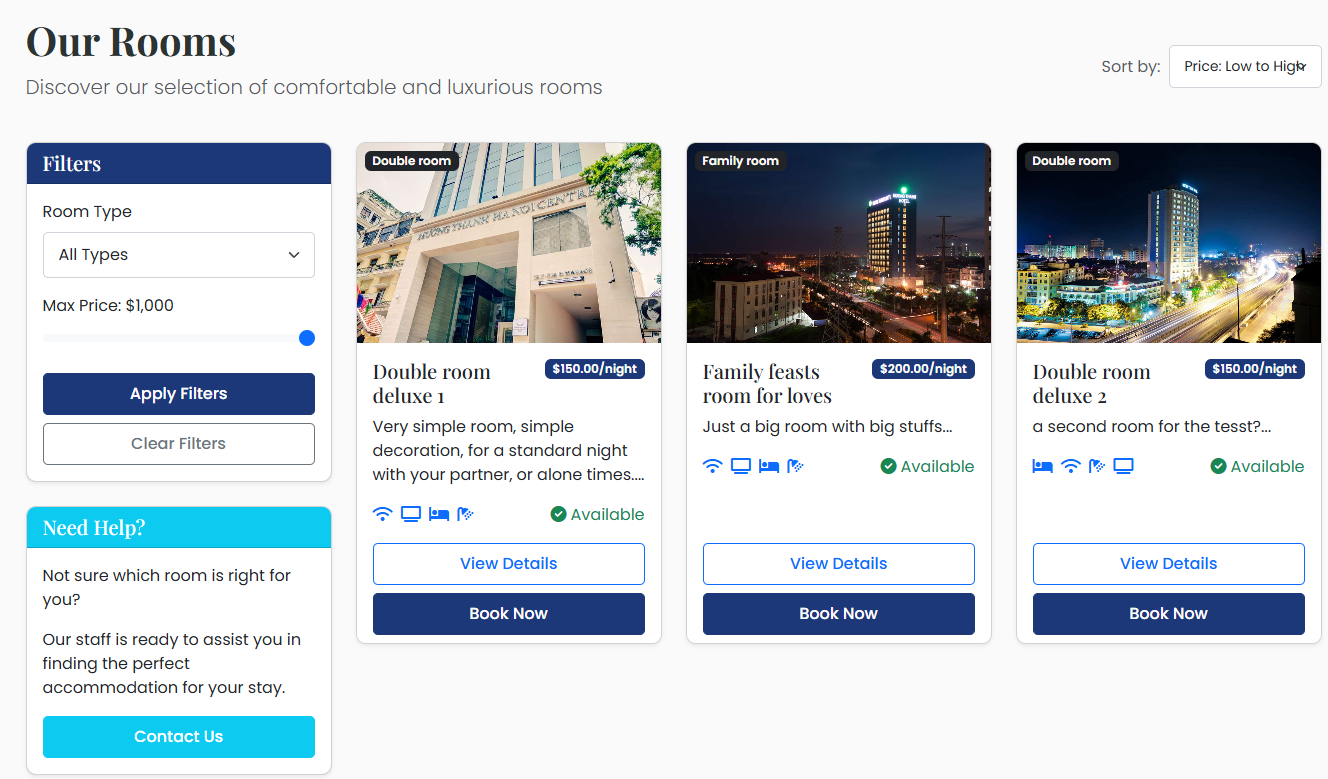 Our Rooms
Discover our selection of comfortable and luxurious rooms
Sort by:
Price: Low to High
Filters
Room Type
All Types
Max Price: $1,000
Apply Filters
Clear Filters
Need Help?
Not sure which room is right for
you?
Our staff is ready to assist you in
finding the perfect
accommodation for your stay.
Contact Us
Double room
MUONG THANH HANOI CENTRE
Double room
deluxe 1
$150.00/night
Very simple room, simple
decoration, for a standard night
with your partner, or alone times....
Available
View Details
Book Now
Family room
Family feasts
room for loves
$200.00/night
Just a big room with big stuffs...
Available
View Details
Book Now
Double room
Double room
deluxe 2
$150.00/night
a second room for the tesst?...
Available
View Details
Book Now